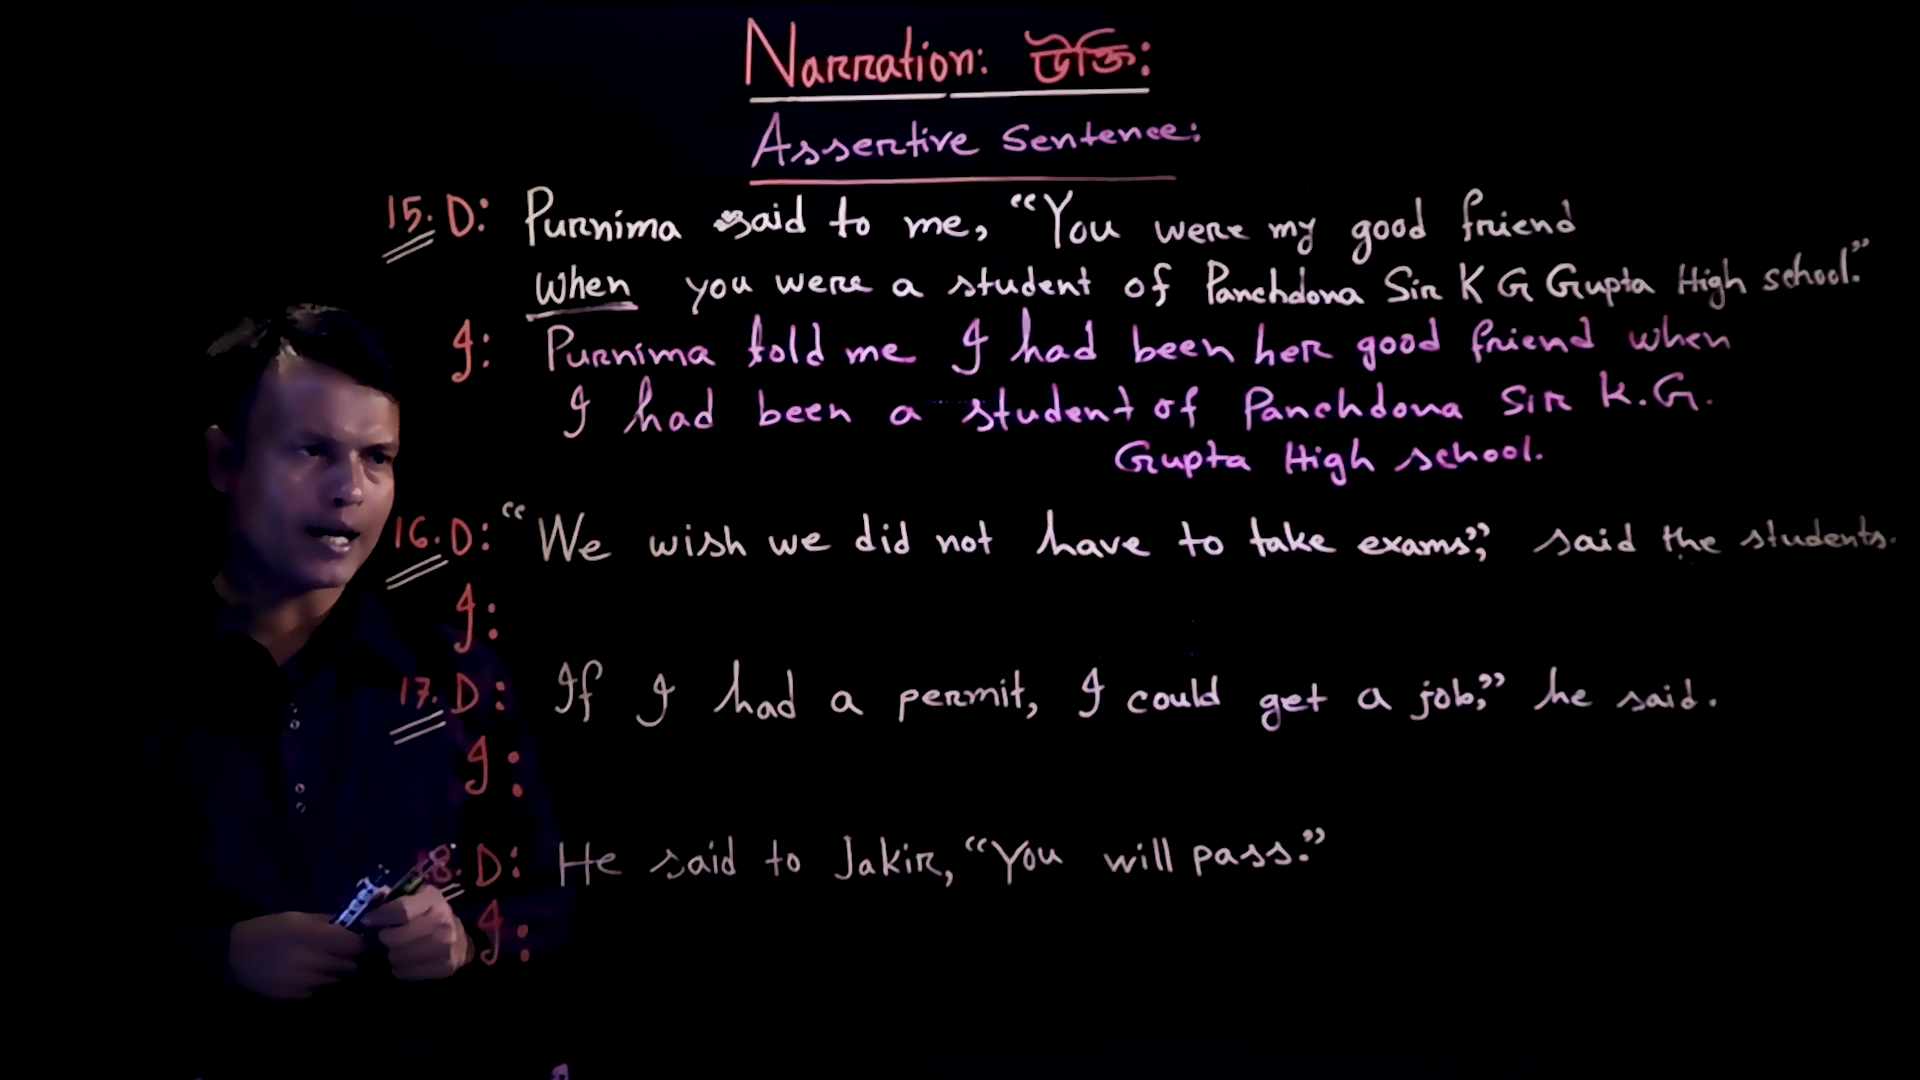 Narration: উক্তি:
Assertive Sentence:
15. D: Purnima said to me, “You were my good friend
when you were a student of Panchdona Sir K G Gupta High school.”
I: Purnima told me I had been her good friend when
I had been a student of Panchdona Sir K.G.
Gupta High school.
16. D: “We wish we did not have to take exams”, said the students.
I:
17. D: If I had a permit, I could get a job,” he said.
I:
18. D: He said to Jakir, “You will pass.”
I: